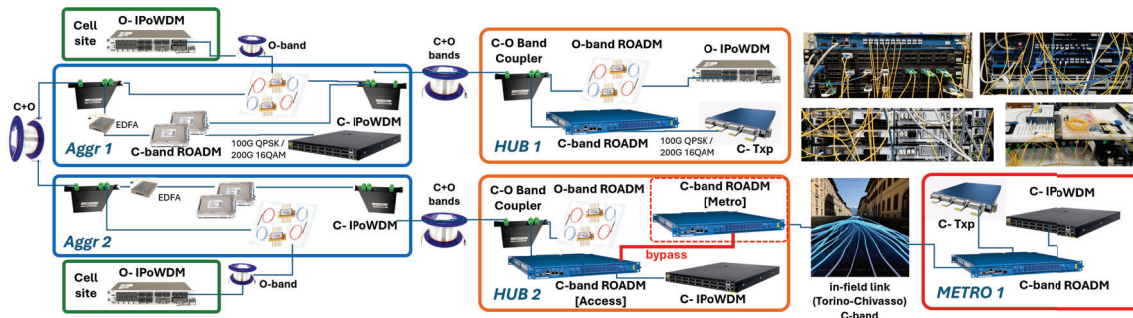 Cell
site
O- IPoWDM
O-band
C+O
bands
C-O Band
Coupler
O-band ROADM
O- IPoWDM
C+O
EDFA
C- IPoWDM
Aggr 1
C-band ROADM
100G QPSK /
200G 16QAM
HUB 1
C-band ROADM
100G QPSK /
200G 16QAM
C- Txp
EDFA
C- IPoWDM
Aggr 2
C+O
bands
C-O Band
Coupler
O-band ROADM
C-band ROADM
[Metro]
bypass
HUB 2
C-band ROADM
[Access]
C- IPoWDM
in-field link
(Torino-Chivasso)
C-band
C- IPoWDM
C- Txp
METRO 1
C-band ROADM
Cell
site
O- IPoWDM
O-band